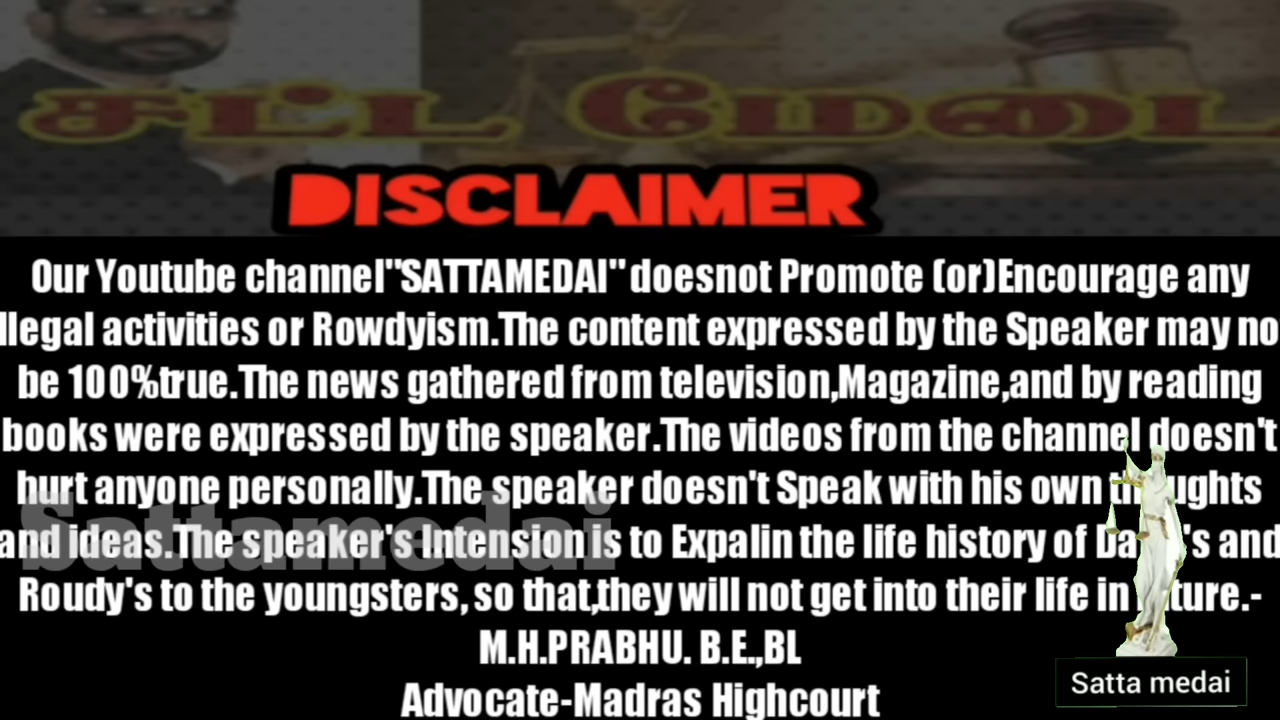 சட்ட மேடை
DISCLAIMER
Our Youtube channel"SATTAMEDAI" doesnot Promote (or)Encourage any
llegal activities or Rowdyism.The content expressed by the Speaker may no
be 100%true.The news gathered from television,Magazine,and by reading
books were expressed by the speaker.The videos from the channel doesn't
hurt anyone personally.The speaker doesn't Speak with his own
and ideas.The speaker's Intension is to Expalin the life history of and
Roudy's to the youngsters, so that,they will not get into their life in
M.H.PRABHU. B.E.,BL
Advocate-Madras Highcourt
Sattamedai
Satta medai